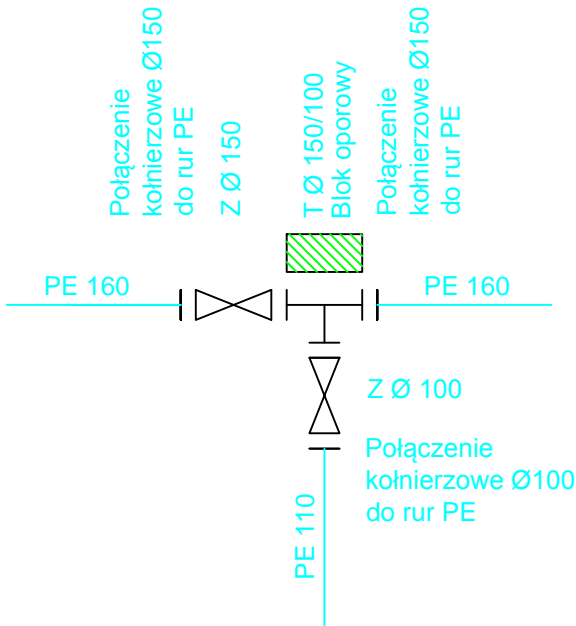 Połączenie
kołnierzowe Ø150
do rur PE
Z Ø 150
T Ø 150/100
Blok oporowy
Połączenie
kołnierzowe Ø150
do rur PE
PE 160
PE 160
Z Ø 100
Połączenie
kołnierzowe Ø100
do rur PE
PE 110